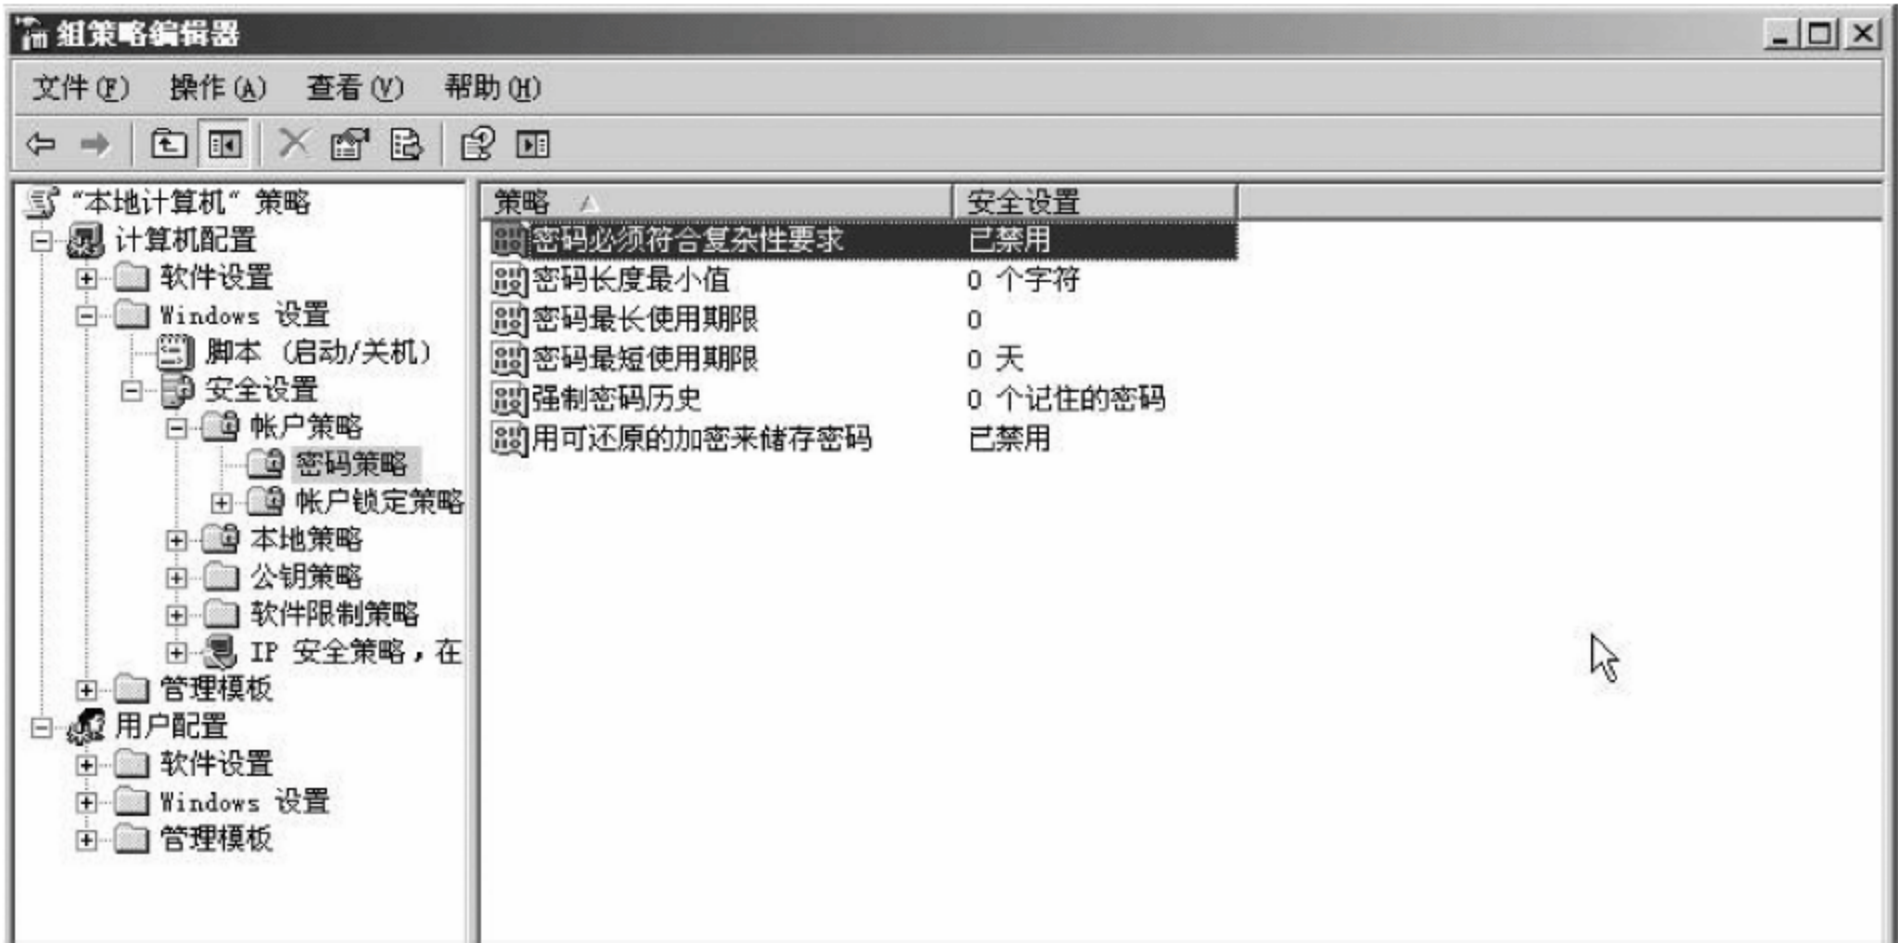 组策略编辑器
文件(F) 操作(A) 查看(V) 帮助(H)
“本地计算机” 策略
计算机配置
软件设置
Windows 设置
脚本 (启动/关机)
安全设置
帐户策略
密码策略
帐户锁定策略
本地策略
公钥策略
软件限制策略
IP 安全策略，在
管理模板
用户配置
软件设置
Windows 设置
管理模板
策略 安全设置
密码必须符合复杂性要求 已禁用
密码长度最小值 0 个字符
密码最长使用期限 0
密码最短使用期限 0 天
强制密码历史 0 个记住的密码
用可还原的加密来储存密码 已禁用